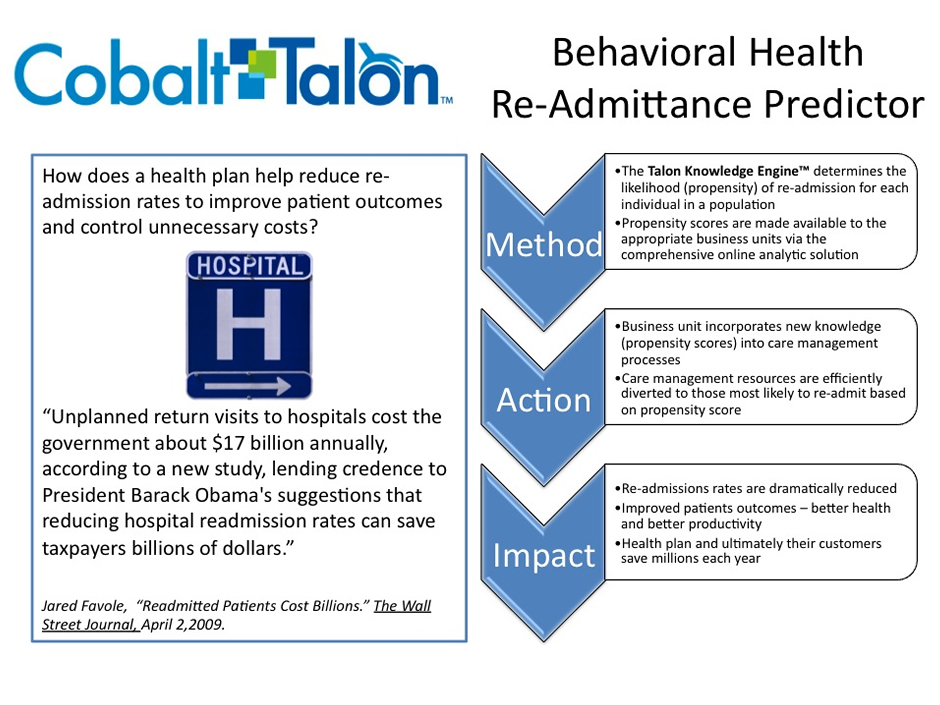 Cobalt Talon™
Behavioral Health
Re-Admittance Predictor
How does a health plan help reduce re-
admission rates to improve patient outcomes
and control unnecessary costs?
HOSPITAL
H
“Unplanned return visits to hospitals cost the
government about $17 billion annually,
according to a new study, lending credence to
President Barack Obama's suggestions that
reducing hospital readmission rates can save
taxpayers billions of dollars.”
Jared Favole, “Readmitted Patients Cost Billions.” The Wall
Street Journal, April 2,2009.
Method
•The Talon Knowledge Engine™ determines the
likelihood (propensity) of re-admission for each
individual in a population
•Propensity scores are made available to the
appropriate business units via the
comprehensive online analytic solution
Action
•Business unit incorporates new knowledge
(propensity scores) into care management
processes
•Care management resources are efficiently
diverted to those most likely to re-admit based
on propensity score
Impact
•Re-admissions rates are dramatically reduced
•Improved patients outcomes – better health
and better productivity
•Health plan and ultimately their customers
save millions each year